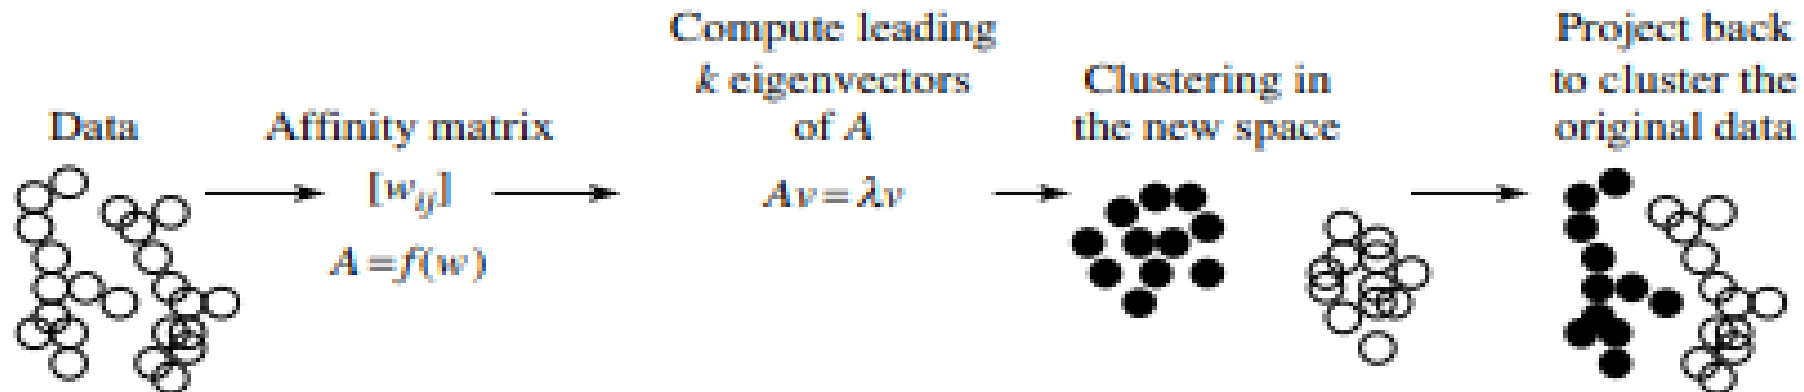 Data
Affinity matrix
[w_ij]
A=f(w)
Compute leading
k eigenvectors
of A
Av=λv
Clustering in
the new space
Project back
to cluster the
original data